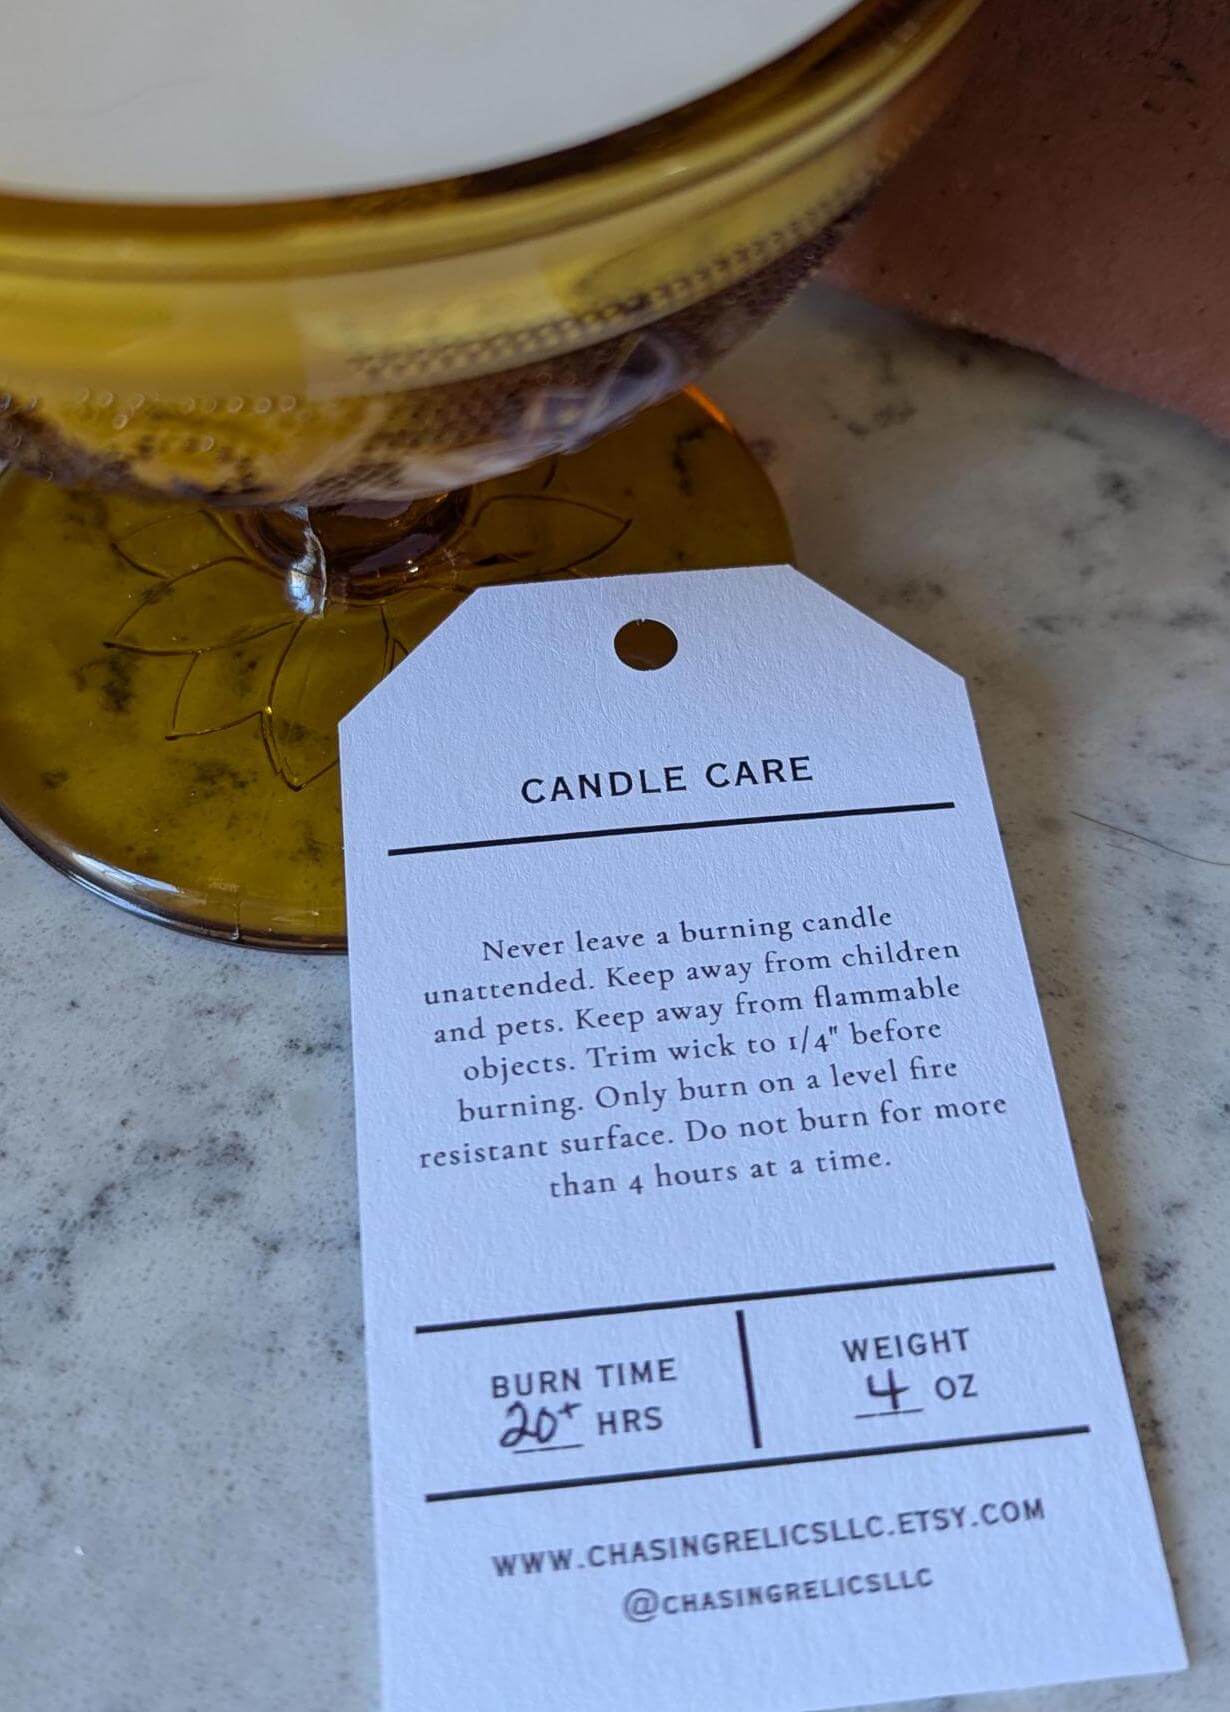 CANDLE CARE
Never leave a burning candle
unattended. Keep away from children
and pets. Keep away from flammable
objects. Trim wick to 1/4" before
burning. Only burn on a level fire
resistant surface. Do not burn for more
than 4 hours at a time.
BURN TIME
20+ HRS
WEIGHT
4 OZ
WWW.CHASINGRELICSLLC.ETSY.COM
@CHASINGRELICSLLC